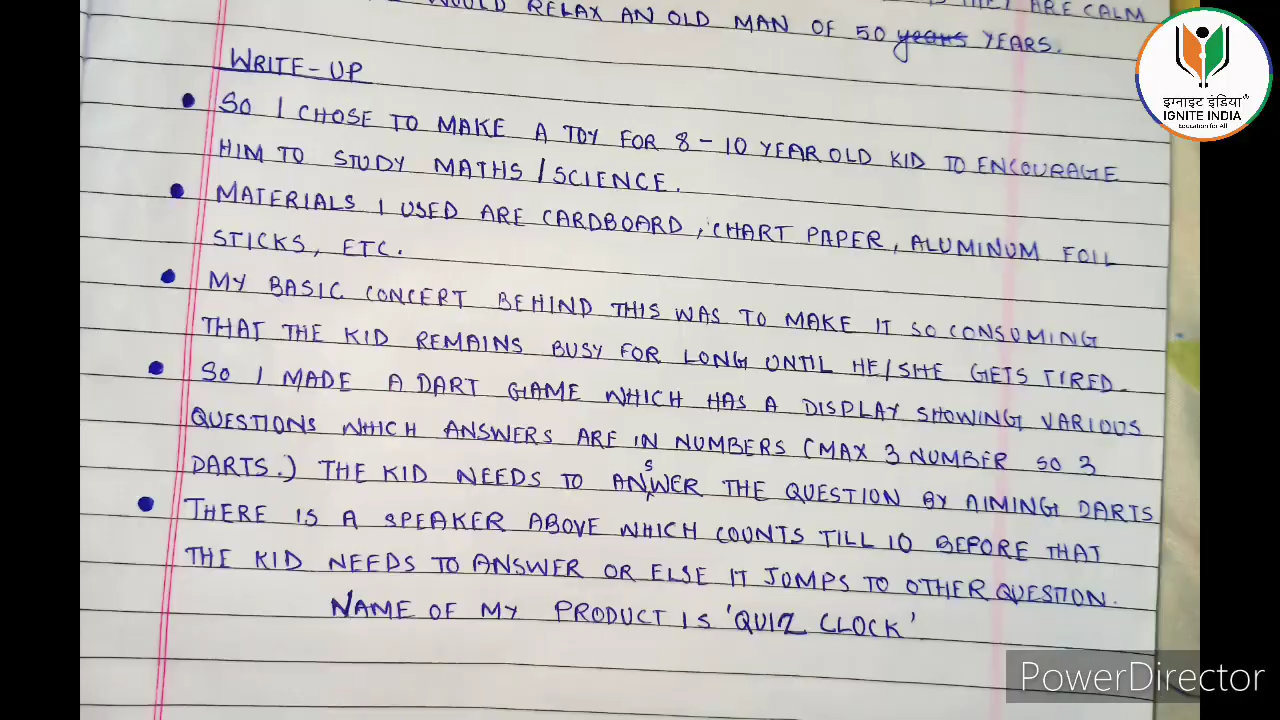 WOULD RELAX AN OLD MAN OF 50 years YEARS.
ARE CALM
WRITE-UP
• SO I CHOSE TO MAKE A TOY FOR 8-10 YEAR OLD KID TO ENCOURAGE
HIM TO STUDY MATHS/SCIENCE.
• MATERIALS I USED ARE CARDBOARD, CHART PAPER, ALUMINUM FOIL
STICKS, ETC.
• MY BASIC CONCERT BEHIND THIS WAS TO MAKE IT SO CONSUMING
THAT THE KID REMAINS BUSY FOR LONG UNTIL HE/SHE GETS TIRED.
• SO I MADE A DART GAME WHICH HAS A DISPLAY SHOWING VARIOUS
QUESTIONS WHICH ANSWERS ARE IN NUMBERS (MAX 3 NUMBER SO 3
DARTS.) THE KID NEEDS TO ANSWER THE QUESTION BY AIMING DARTS
• THERE IS A SPEAKER ABOVE WHICH COUNTS TILL 10 BEFORE THAT
THE KID NEEDS TO ANSWER OR ELSE IT JUMPS TO OTHER QUESTION.
NAME OF MY PRODUCT IS 'QUIZ CLOCK'
इग्नाइट इंडिया®
IGNITE INDIA
Education for All
PowerDirector